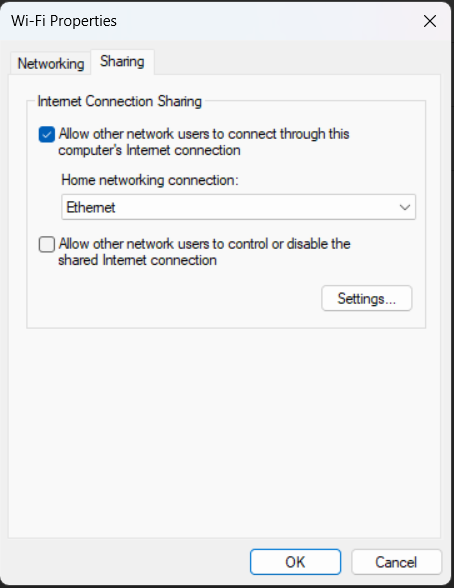 Wi-Fi Properties
Networking
Sharing
Internet Connection Sharing
Allow other network users to connect through this
computer's Internet connection
Home networking connection:
Ethernet
Allow other network users to control or disable the
shared Internet connection
Settings...
OK
Cancel